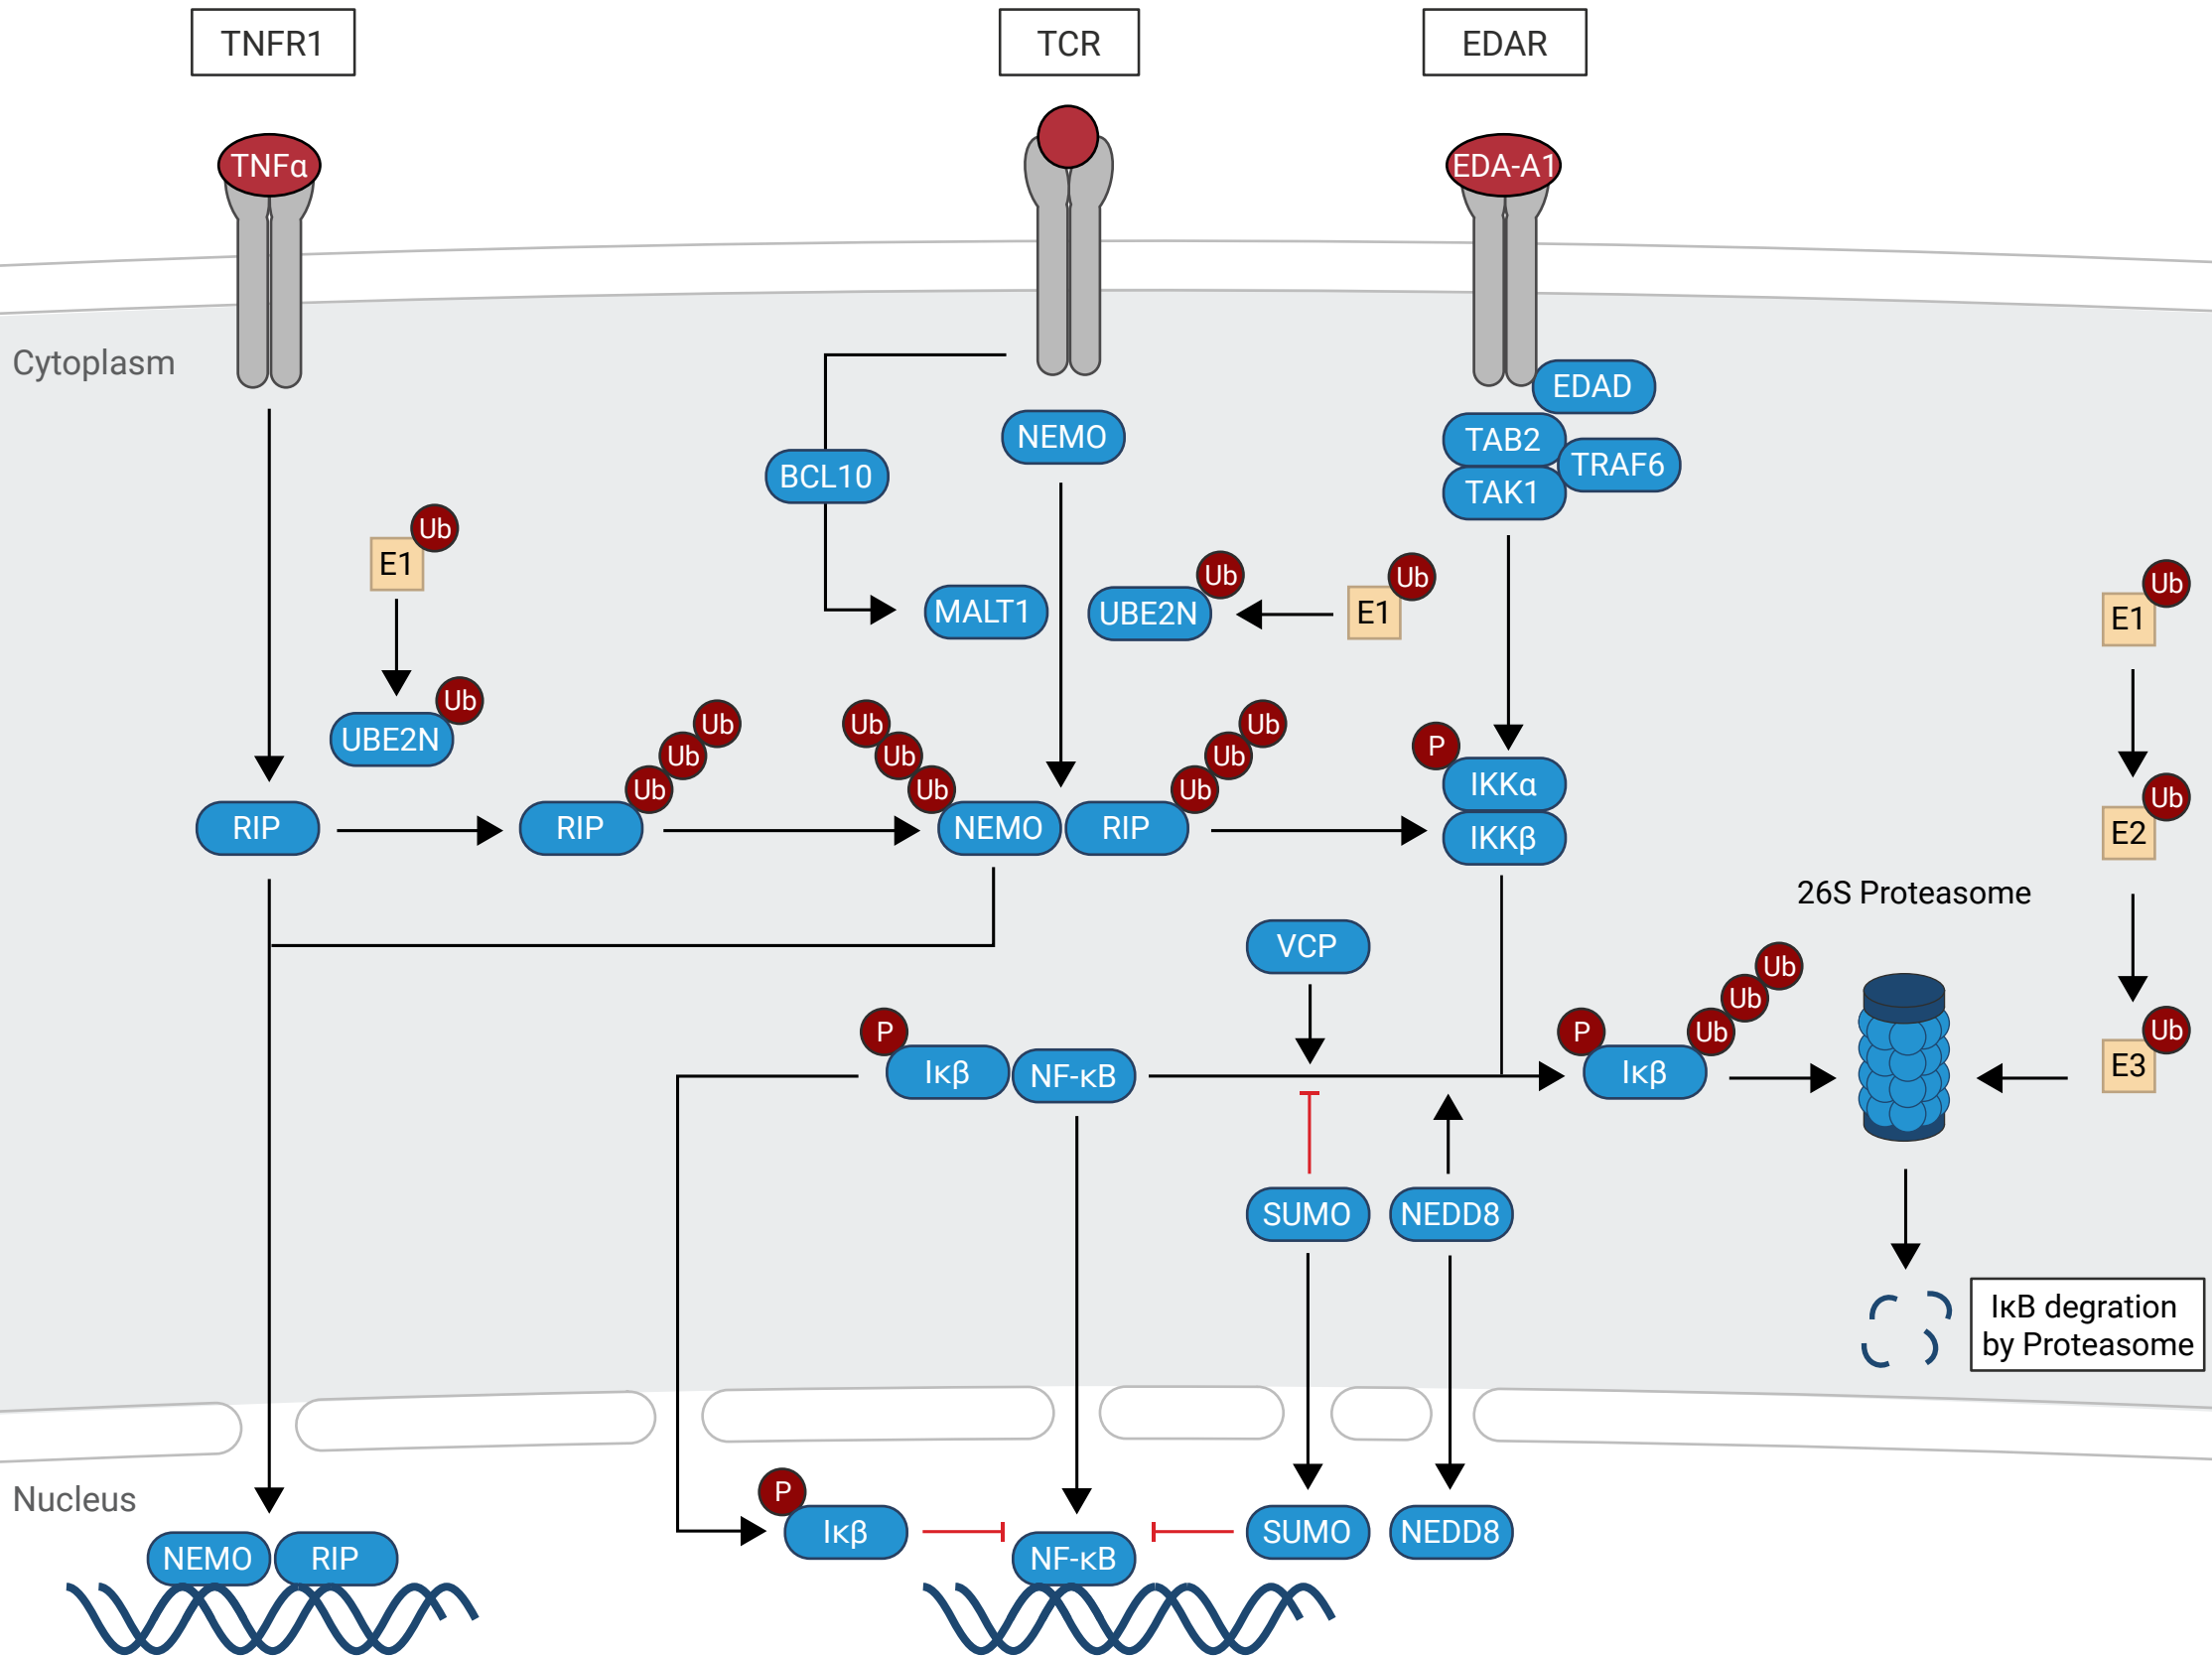 TNFR1
TCR
EDAR
TNFα
EDA-A1
Cytoplasm
EDAD
NEMO
TAB2
TRAF6
BCL10
TAK1
Ub
E1
Ub
Ub
Ub
MALT1
UBE2N
E1
E1
Ub
UBE2N
Ub
Ub
Ub
Ub
Ub
Ub
Ub
Ub
Ub
P
IKKα
IKKβ
RIP
RIP
NEMO
RIP
Ub
E2
26S Proteasome
VCP
Ub
Ub
Ub
P
Iκβ
NF-κB
P
Iκβ
Ub
E3
SUMO
NEDD8
IκB degration
by Proteasome
Nucleus
P
Iκβ
SUMO
NEDD8
NEMO
RIP
NF-κB